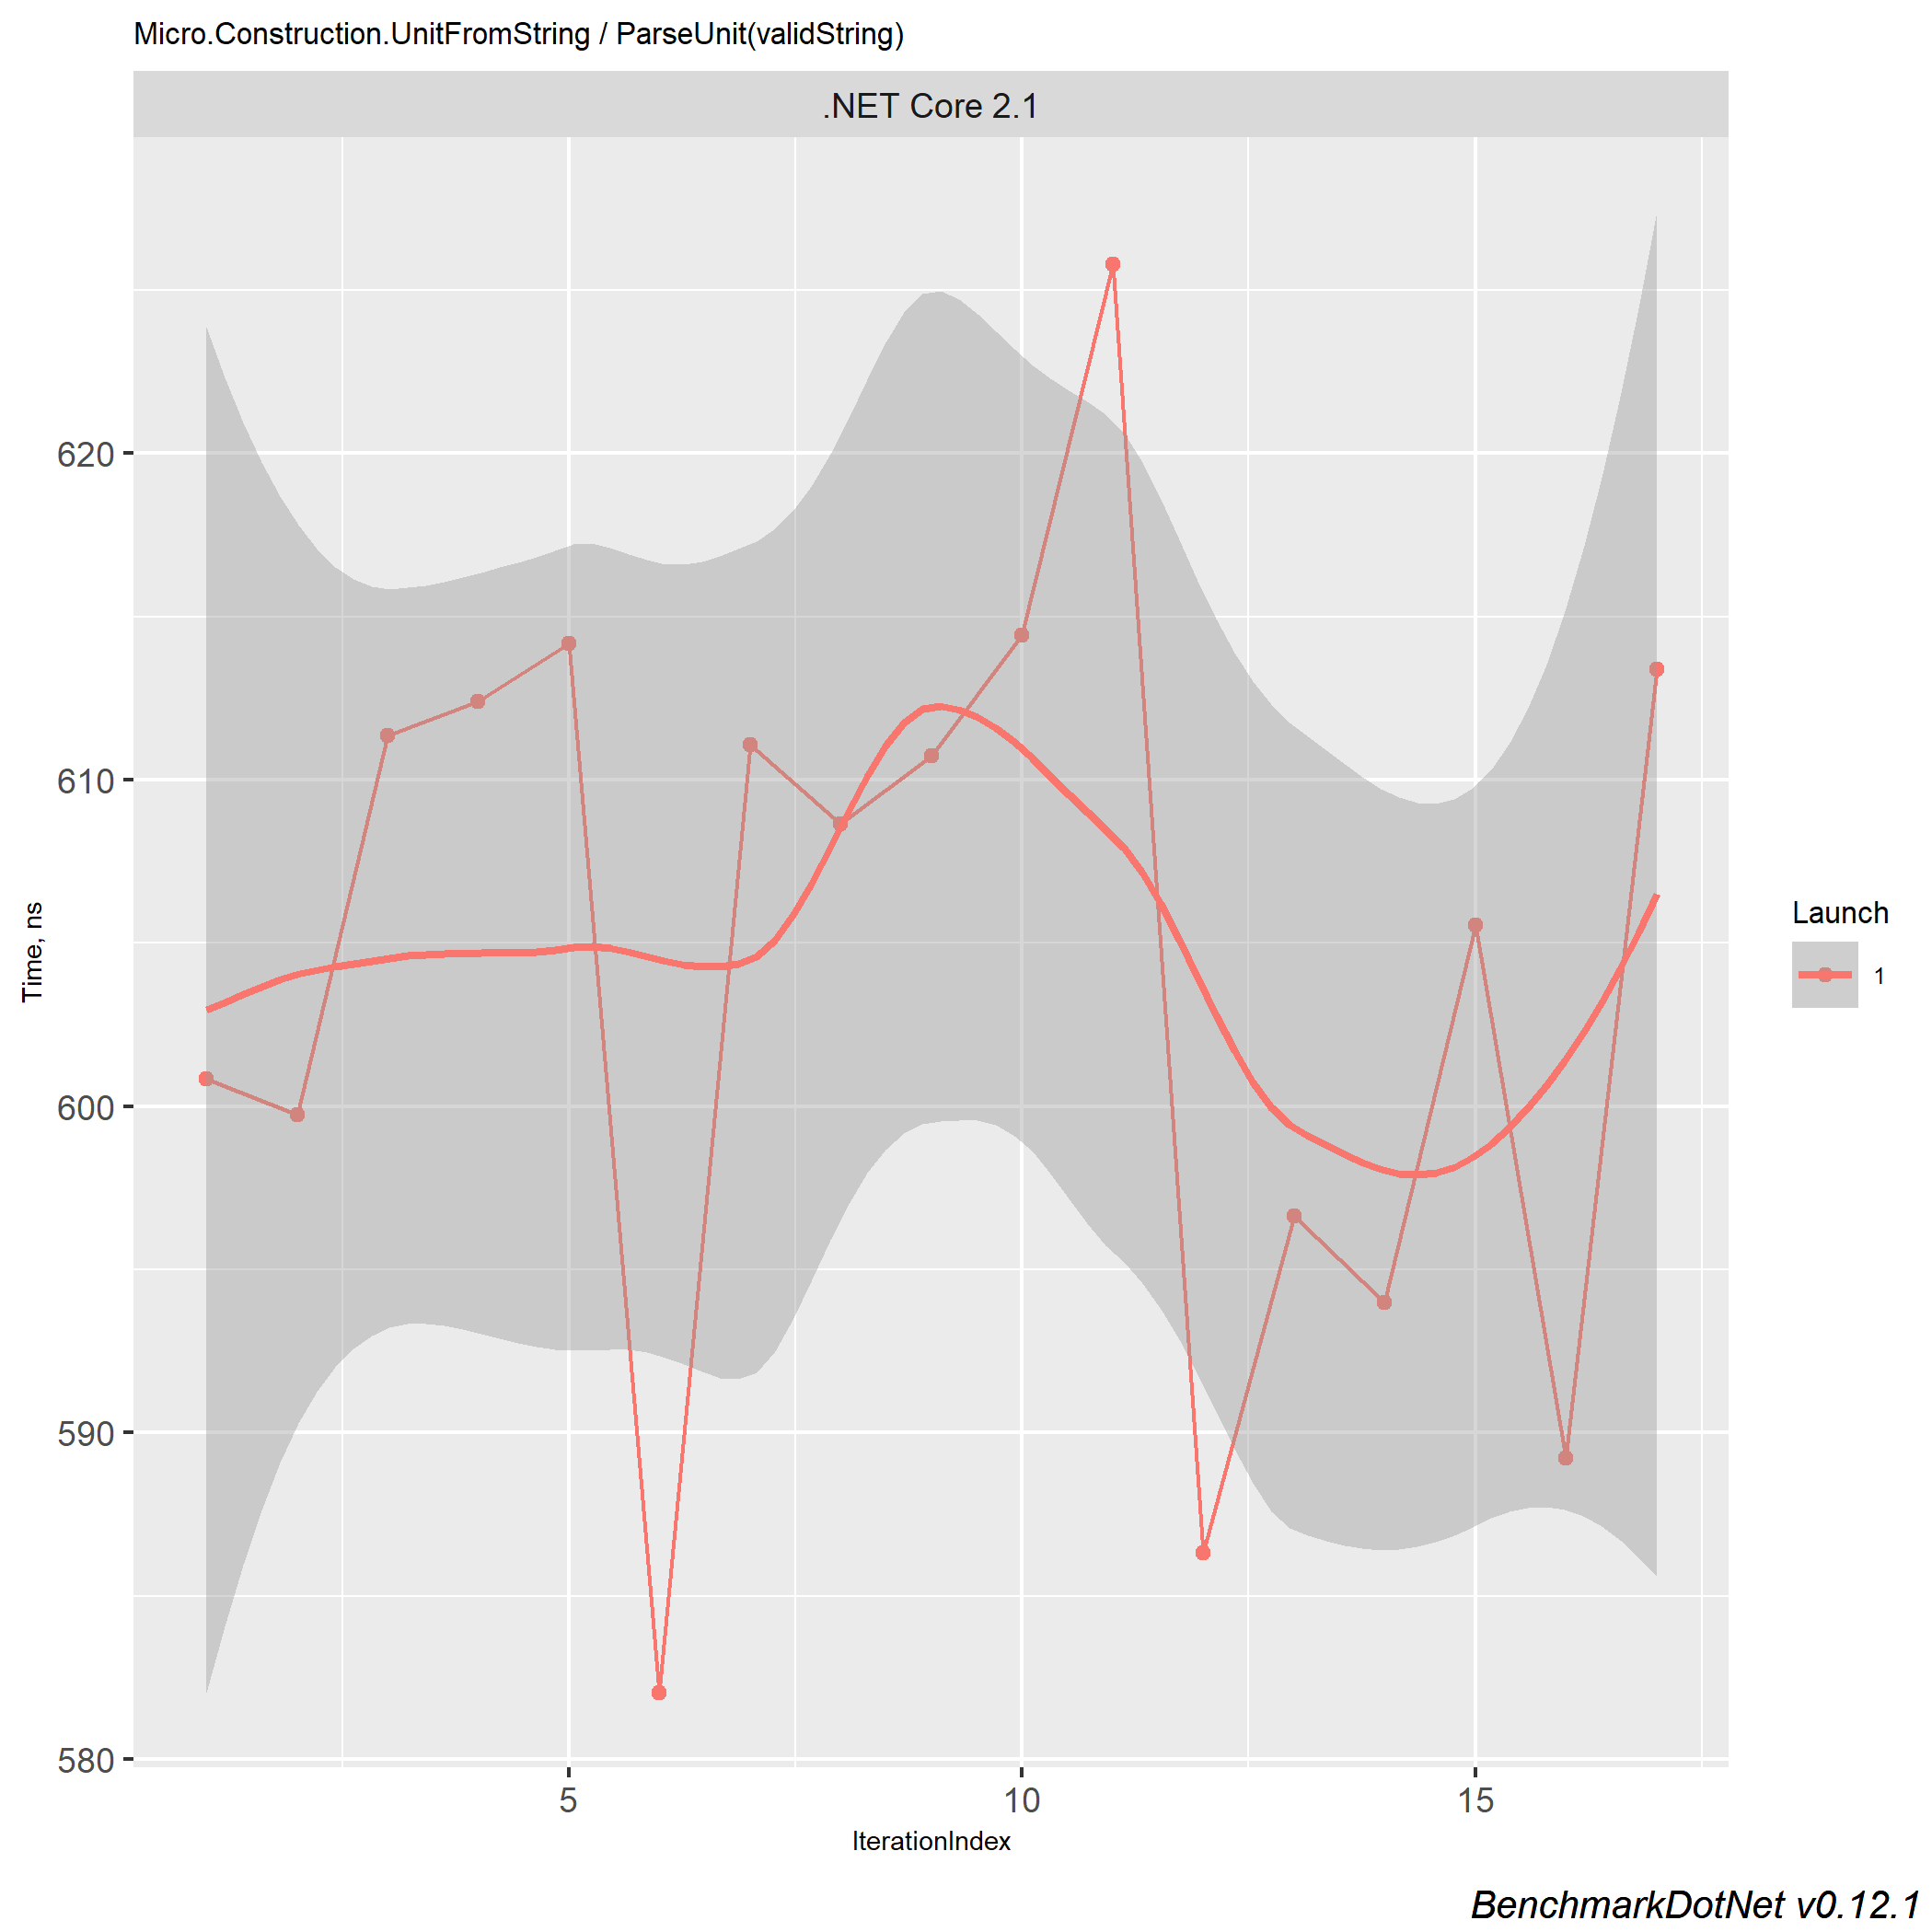 Micro.Construction.UnitFromString / ParseUnit(validString)
.NET Core 2.1
620
610
600
590
580
Time, ns
5 10 15
IterationIndex
Launch
1
BenchmarkDotNet v0.12.1